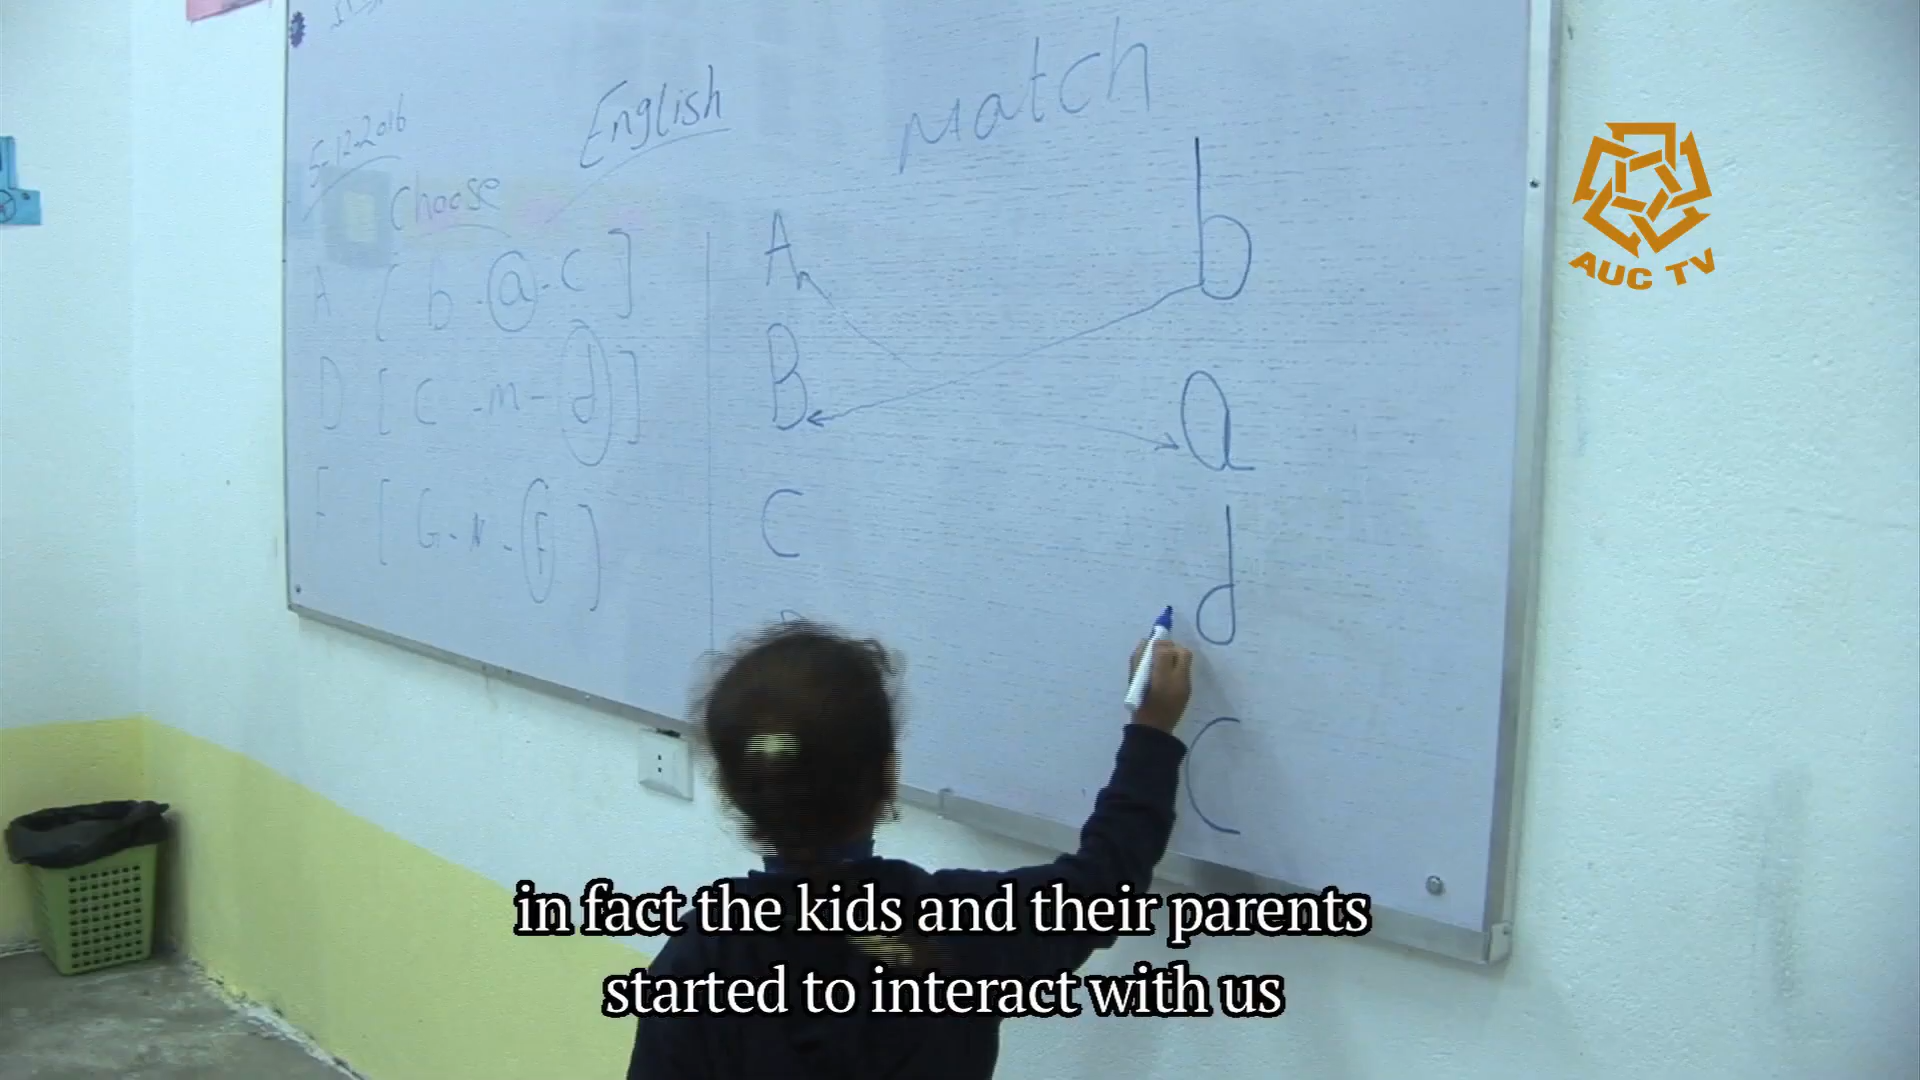 5-12-2016
English
Match
Choose
A [ b - a - c ]
D [ c - m - d ]
F [ G - N - F ]
A
B
C
b
a
d
C
AUC TV
in fact the kids and their parents
started to interact with us